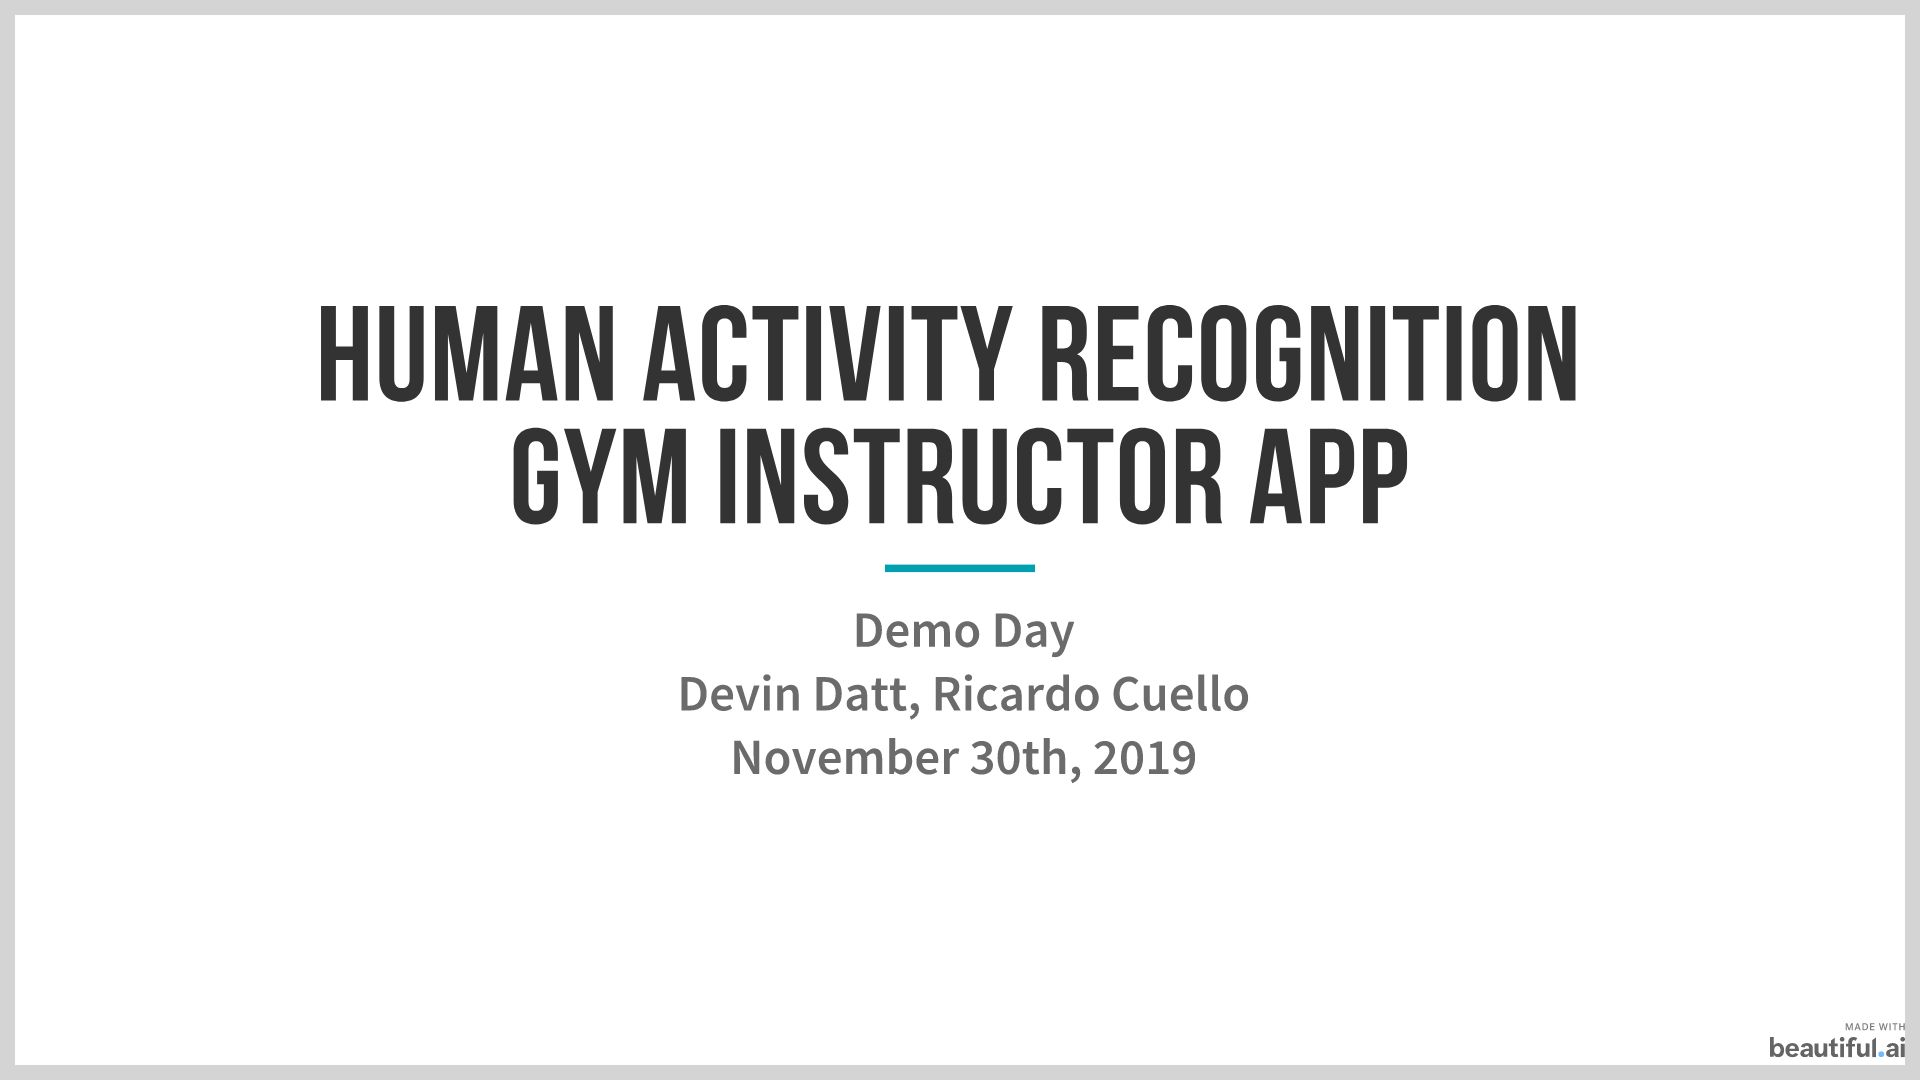 HUMAN ACTIVITY RECOGNITION
GYM INSTRUCTOR APP
Demo Day
Devin Datt, Ricardo Cuello
November 30th, 2019
MADE WITH
beautiful.ai